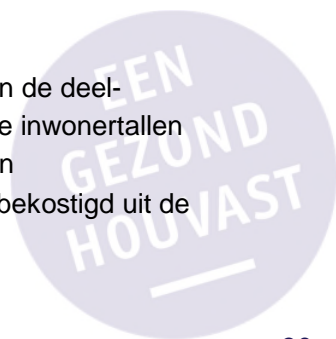 n de deel-
e inwonertallen
n
bekostigd uit de
EEN
GEZOND
HOUVAST